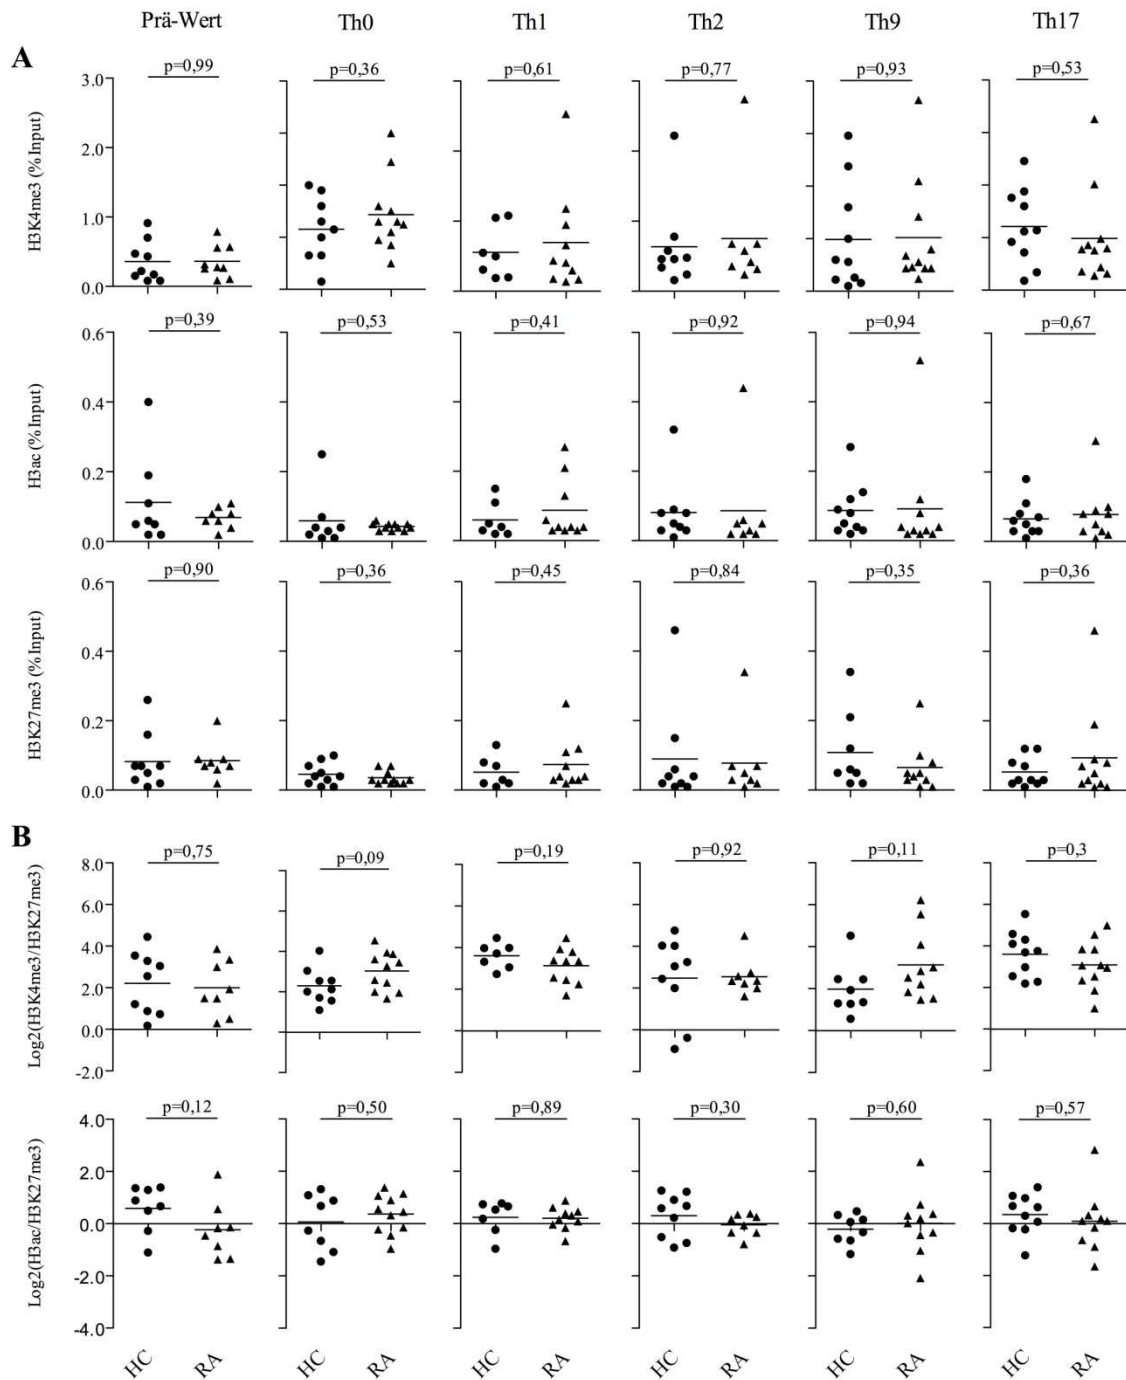 Prä-Wert Th0 Th1 Th2 Th9 Th17
A
p=0,99 p=0,36 p=0,61 p=0,77 p=0,93 p=0,53
H3K4me3 (%Input)
3.0
2.0
1.0
0.0
p=0,39 p=0,53 p=0,41 p=0,92 p=0,94 p=0,67
H3ac (%Input)
0.6
0.4
0.2
0.0
p=0,90 p=0,36 p=0,45 p=0,84 p=0,35 p=0,36
H3K27me3 (%Input)
0.6
0.4
0.2
0.0
B
p=0,75 p=0,09 p=0,19 p=0,92 p=0,11 p=0,3
Log2(H3K4me3/H3K27me3)
8.0
6.0
4.0
2.0
0.0
-2.0
p=0,12 p=0,50 p=0,89 p=0,30 p=0,60 p=0,57
Log2(H3ac/H3K27me3)
4.0
2.0
0.0
-2.0
-4.0
HC RA HC RA HC RA HC RA HC RA HC RA